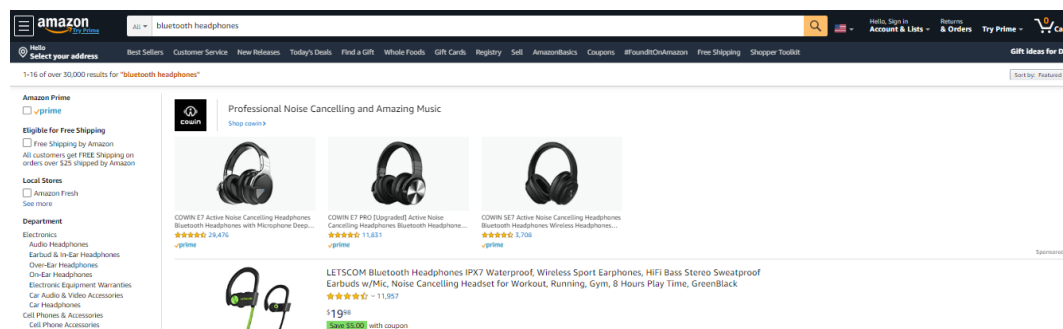 amazon
Try Prime
All
bluetooth headphones
Hello, Sign in
Account & Lists
Returns
& Orders
Try Prime
0
Ca
Hello
Select your address
Best Sellers Customer Service New Releases Today's Deals Find a Gift Whole Foods Gift Cards Registry Sell AmazonBasics Coupons #FoundItOnAmazon Free Shipping Shopper Toolkit
Gift ideas for D
1-16 of over 30,000 results for "bluetooth headphones"
Sort by: Featured
Amazon Prime
prime
Eligible for Free Shipping
Free Shipping by Amazon
All customers get FREE Shipping on
orders over $25 shipped by Amazon
Local Stores
Amazon Fresh
See more
Department
Electronics
Audio Headphones
Earbud & In-Ear Headphones
Over-Ear Headphones
On-Ear Headphones
Electronic Equipment Warranties
Car Audio & Video Accessories
Car Headphones
Cell Phones & Accessories
Cell Phone Accessories
cowin
Professional Noise Cancelling and Amazing Music
Shop cowin
COWIN E7 Active Noise Cancelling Headphones
Bluetooth Headphones with Microphone Deep...
29,476
prime
COWIN E7 PRO [Upgraded] Active Noise
Cancelling Headphones Bluetooth Headphone...
11,631
prime
COWIN SE7 Active Noise Cancelling Headphones
Bluetooth Headphones Wireless Headphones...
3,708
prime
Sponsored
LETSCOM Bluetooth Headphones IPX7 Waterproof, Wireless Sport Earphones, HiFi Bass Stereo Sweatproof
Earbuds w/Mic, Noise Cancelling Headset for Workout, Running, Gym, 8 Hours Play Time, GreenBlack
11,957
$1998
Save $5.00 with coupon